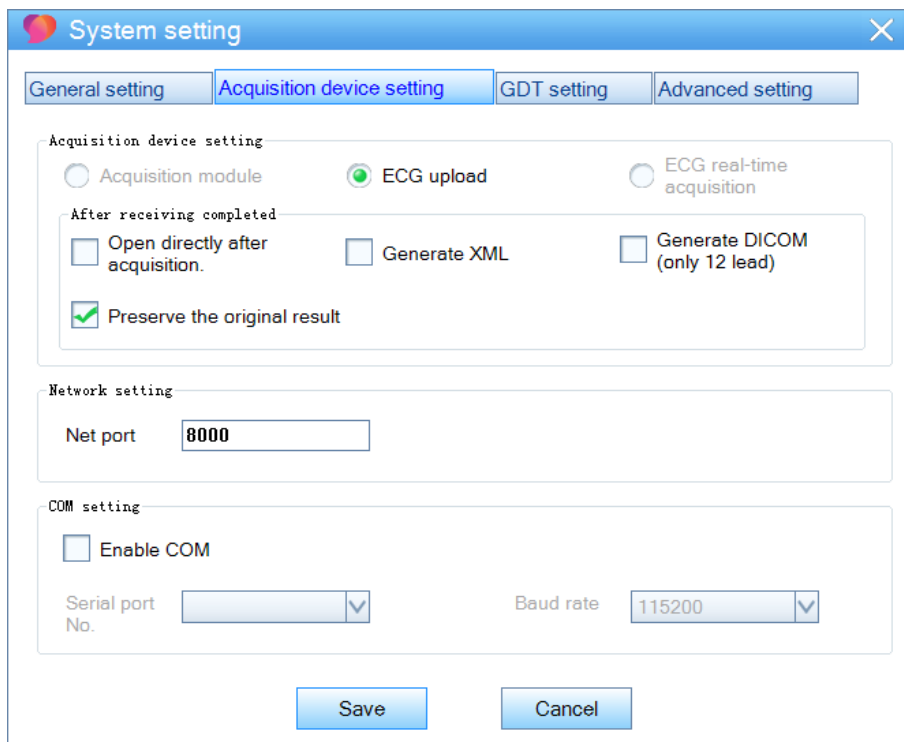 System setting
General setting
Acquisition device setting
GDT setting
Advanced setting
Acquisition device setting
Acquisition module
ECG upload
ECG real-time
acquisition
After receiving completed
Open directly after
acquisition.
Generate XML
Generate DICOM
(only 12 lead)
Preserve the original result
Network setting
Net port
8000
COM setting
Enable COM
Serial port
No.
Baud rate
115200
Save
Cancel